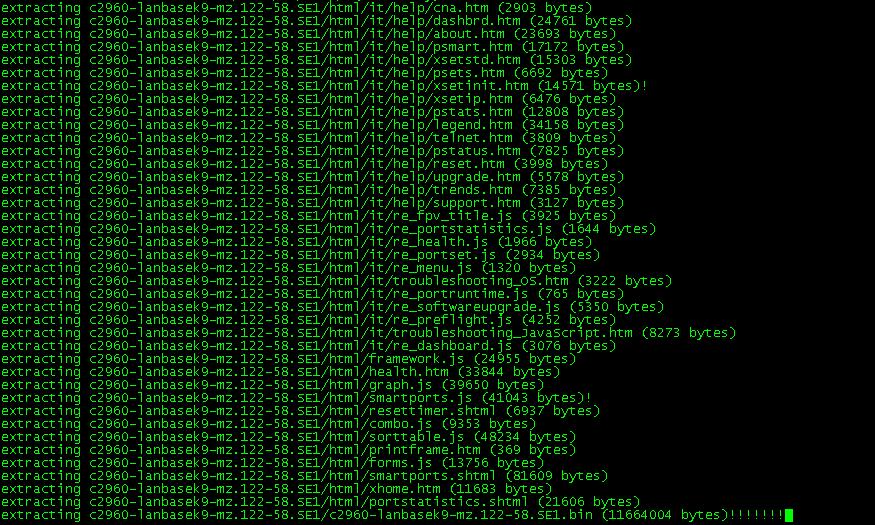 extracting c2960-lanbasek9-mz.122-58.SE1/html/it/help/cna.htm (2903 bytes)
extracting c2960-lanbasek9-mz.122-58.SE1/html/it/help/dashbrd.htm (24761 bytes)
extracting c2960-lanbasek9-mz.122-58.SE1/html/it/help/about.htm (23693 bytes)
extracting c2960-lanbasek9-mz.122-58.SE1/html/it/help/psmart.htm (17172 bytes)
extracting c2960-lanbasek9-mz.122-58.SE1/html/it/help/xsetstd.htm (15303 bytes)
extracting c2960-lanbasek9-mz.122-58.SE1/html/it/help/psets.htm (6692 bytes)
extracting c2960-lanbasek9-mz.122-58.SE1/html/it/help/xsetinit.htm (14571 bytes)!
extracting c2960-lanbasek9-mz.122-58.SE1/html/it/help/xsetip.htm (6476 bytes)
extracting c2960-lanbasek9-mz.122-58.SE1/html/it/help/pstats.htm (12808 bytes)
extracting c2960-lanbasek9-mz.122-58.SE1/html/it/help/legend.htm (34158 bytes)
extracting c2960-lanbasek9-mz.122-58.SE1/html/it/help/telnet.htm (3809 bytes)
extracting c2960-lanbasek9-mz.122-58.SE1/html/it/help/pstatus.htm (7825 bytes)
extracting c2960-lanbasek9-mz.122-58.SE1/html/it/help/reset.htm (3998 bytes)
extracting c2960-lanbasek9-mz.122-58.SE1/html/it/help/upgrade.htm (5578 bytes)
extracting c2960-lanbasek9-mz.122-58.SE1/html/it/help/trends.htm (7385 bytes)
extracting c2960-lanbasek9-mz.122-58.SE1/html/it/help/support.htm (3127 bytes)
extracting c2960-lanbasek9-mz.122-58.SE1/html/it/re_fpv_title.js (3925 bytes)
extracting c2960-lanbasek9-mz.122-58.SE1/html/it/re_portstatistics.js (1644 bytes)
extracting c2960-lanbasek9-mz.122-58.SE1/html/it/re_health.js (1966 bytes)
extracting c2960-lanbasek9-mz.122-58.SE1/html/it/re_portset.js (2934 bytes)
extracting c2960-lanbasek9-mz.122-58.SE1/html/it/re_menu.js (1320 bytes)
extracting c2960-lanbasek9-mz.122-58.SE1/html/it/troubleshooting_OS.htm (3222 bytes)
extracting c2960-lanbasek9-mz.122-58.SE1/html/it/re_portruntime.js (765 bytes)
extracting c2960-lanbasek9-mz.122-58.SE1/html/it/re_softwareupgrade.js (5350 bytes)
extracting c2960-lanbasek9-mz.122-58.SE1/html/it/re_preflight.js (4252 bytes)
extracting c2960-lanbasek9-mz.122-58.SE1/html/it/troubleshooting_JavaScript.htm (8273 bytes)
extracting c2960-lanbasek9-mz.122-58.SE1/html/it/re_dashboard.js (3076 bytes)
extracting c2960-lanbasek9-mz.122-58.SE1/html/framework.js (24955 bytes)
extracting c2960-lanbasek9-mz.122-58.SE1/html/health.htm (33844 bytes)
extracting c2960-lanbasek9-mz.122-58.SE1/html/graph.js (39650 bytes)
extracting c2960-lanbasek9-mz.122-58.SE1/html/smartports.js (41043 bytes)!
extracting c2960-lanbasek9-mz.122-58.SE1/html/resettimer.shtml (6937 bytes)
extracting c2960-lanbasek9-mz.122-58.SE1/html/combo.js (9353 bytes)
extracting c2960-lanbasek9-mz.122-58.SE1/html/sorttable.js (48234 bytes)
extracting c2960-lanbasek9-mz.122-58.SE1/html/printframe.htm (369 bytes)
extracting c2960-lanbasek9-mz.122-58.SE1/html/forms.js (13756 bytes)
extracting c2960-lanbasek9-mz.122-58.SE1/html/smartports.shtml (81609 bytes)
extracting c2960-lanbasek9-mz.122-58.SE1/html/xhome.htm (11683 bytes)
extracting c2960-lanbasek9-mz.122-58.SE1/html/portstatistics.shtml (21606 bytes)
extracting c2960-lanbasek9-mz.122-58.SE1/c2960-lanbasek9-mz.122-58.SE1.bin (11664004 bytes)!!!!!!!